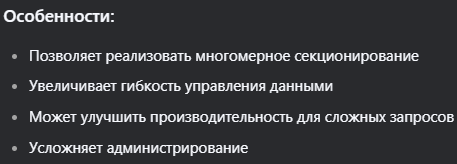 Особенности:
• Позволяет реализовать многомерное секционирование
• Увеличивает гибкость управления данными
• Может улучшить производительность для сложных запросов
• Усложняет администрирование